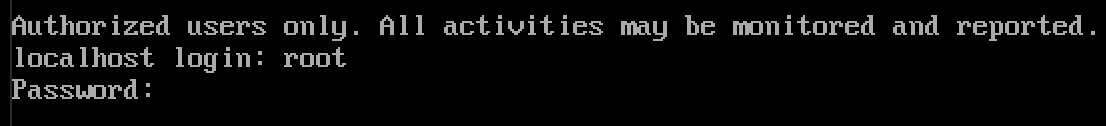 Authorized users only. All activities may be monitored and reported.
localhost login: root
Password: